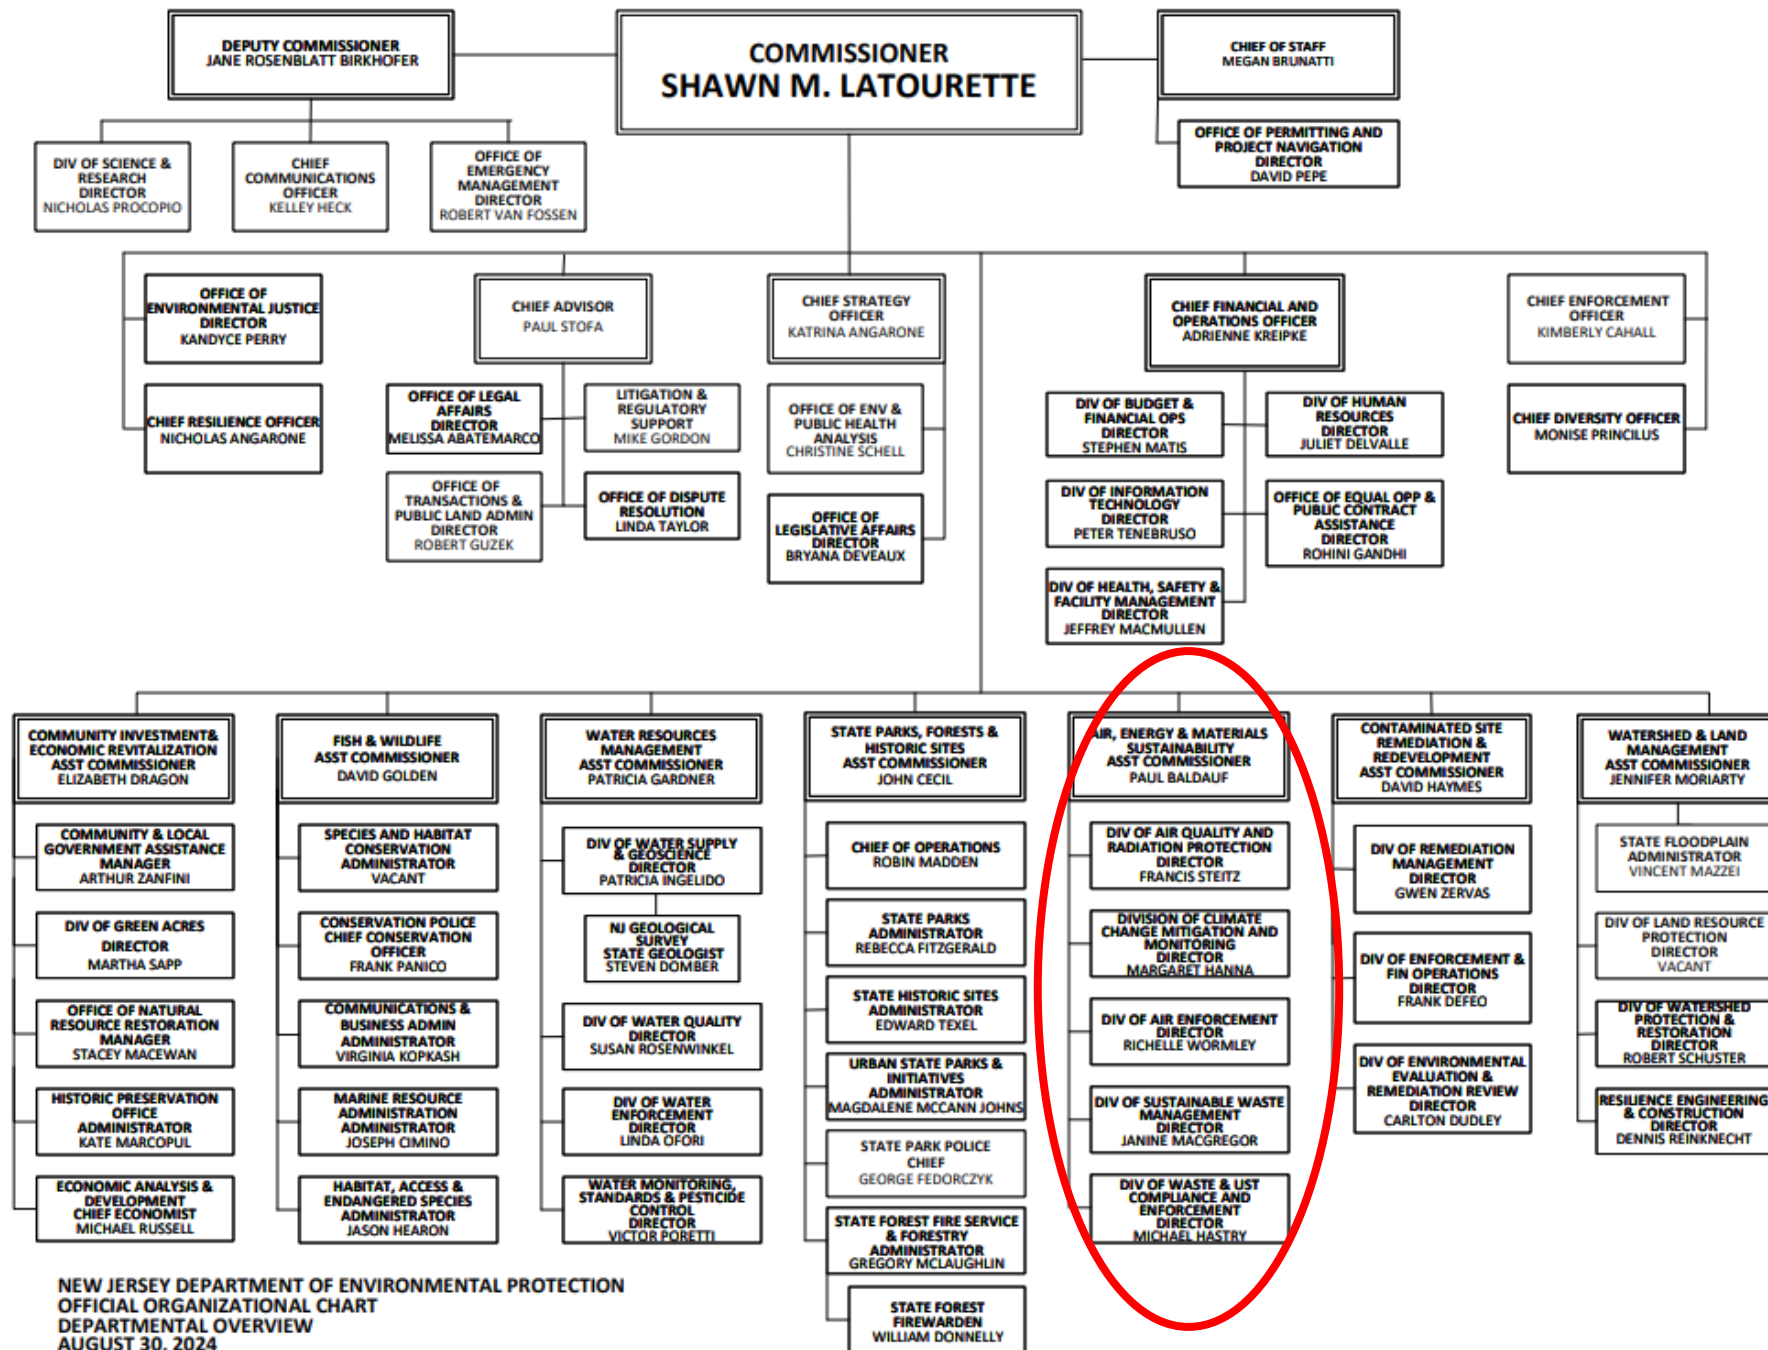 DEPUTY COMMISSIONER
JANE ROSENBLATT BIRKHOFER
COMMISSIONER
SHAWN M. LATOURETTE
CHIEF OF STAFF
MEGAN BRUNATTI
OFFICE OF PERMITTING AND
PROJECT NAVIGATION
DIRECTOR
DAVID PEPE
DIV OF SCIENCE &
RESEARCH
DIRECTOR
NICHOLAS PROCOPIO
CHIEF
COMMUNICATIONS
OFFICER
KELLEY HECK
OFFICE OF
EMERGENCY
MANAGEMENT
DIRECTOR
ROBERT VAN FOSSEN
OFFICE OF
ENVIRONMENTAL JUSTICE
DIRECTOR
KANDYCE PERRY
CHIEF RESILIENCE OFFICER
NICHOLAS ANGARONE
CHIEF ADVISOR
PAUL STOFA
OFFICE OF LEGAL
AFFAIRS
DIRECTOR
MELISSA ABATEMARCO
LITIGATION &
REGULATORY
SUPPORT
MIKE GORDON
OFFICE OF
TRANSACTIONS &
PUBLIC LAND ADMIN
DIRECTOR
ROBERT GUZEK
OFFICE OF DISPUTE
RESOLUTION
LINDA TAYLOR
CHIEF STRATEGY
OFFICER
KATRINA ANGARONE
OFFICE OF ENV &
PUBLIC HEALTH
ANALYSIS
CHRISTINE SCHELL
OFFICE OF
LEGISLATIVE AFFAIRS
DIRECTOR
BRYANA DEVEAUX
CHIEF FINANCIAL AND
OPERATIONS OFFICER
ADRIENNE KREIPKE
DIV OF BUDGET &
FINANCIAL OPS
DIRECTOR
STEPHEN MATIS
DIV OF HUMAN
RESOURCES
DIRECTOR
JULIET DELVALLE
DIV OF INFORMATION
TECHNOLOGY
DIRECTOR
PETER TENEBRUSO
OFFICE OF EQUAL OPP &
PUBLIC CONTRACT
ASSISTANCE
DIRECTOR
ROHINI GANDHI
DIV OF HEALTH, SAFETY &
FACILITY MANAGEMENT
DIRECTOR
JEFFREY MACMULLEN
CHIEF ENFORCEMENT
OFFICER
KIMBERLY CAHALL
CHIEF DIVERSITY OFFICER
MONISE PRINCILUS
COMMUNITY INVESTMENT&
ECONOMIC REVITALIZATION
ASST COMMISSIONER
ELIZABETH DRAGON
COMMUNITY & LOCAL
GOVERNMENT ASSISTANCE
MANAGER
ARTHUR ZANFINI
DIV OF GREEN ACRES
DIRECTOR
MARTHA SAPP
OFFICE OF NATURAL
RESOURCE RESTORATION
MANAGER
STACEY MACEWAN
HISTORIC PRESERVATION
OFFICE
ADMINISTRATOR
KATE MARCOPUL
ECONOMIC ANALYSIS &
DEVELOPMENT
CHIEF ECONOMIST
MICHAEL RUSSELL
FISH & WILDLIFE
ASST COMMISSIONER
DAVID GOLDEN
SPECIES AND HABITAT
CONSERVATION
ADMINISTRATOR
VACANT
CONSERVATION POLICE
CHIEF CONSERVATION
OFFICER
FRANK PANICO
COMMUNICATIONS &
BUSINESS ADMIN
ADMINISTRATOR
VIRGINIA KOPKASH
MARINE RESOURCE
ADMINISTRATION
ADMINISTRATOR
JOSEPH CIMINO
HABITAT, ACCESS &
ENDANGERED SPECIES
ADMINISTRATOR
JASON HEARON
WATER RESOURCES
MANAGEMENT
ASST COMMISSIONER
PATRICIA GARDNER
DIV OF WATER SUPPLY
& GEOSCIENCE
DIRECTOR
PATRICIA INGELIDO
NJ GEOLOGICAL
SURVEY
STATE GEOLOGIST
STEVEN DOMBER
DIV OF WATER QUALITY
DIRECTOR
SUSAN ROSENWINKEL
DIV OF WATER
ENFORCEMENT
DIRECTOR
LINDA OFORI
WATER MONITORING,
STANDARDS & PESTICIDE
CONTROL
DIRECTOR
VICTOR PORETTI
STATE PARKS, FORESTS &
HISTORIC SITES
ASST COMMISSIONER
JOHN CECIL
CHIEF OF OPERATIONS
ROBIN MADDEN
STATE PARKS
ADMINISTRATOR
REBECCA FITZGERALD
STATE HISTORIC SITES
ADMINISTRATOR
EDWARD TEXEL
URBAN STATE PARKS &
INITIATIVES
ADMINISTRATOR
MAGDALENE MCCANN JOHNS
STATE PARK POLICE
CHIEF
GEORGE FEDORCZYK
STATE FOREST FIRE SERVICE
& FORESTRY
ADMINISTRATOR
GREGORY MCLAUGHLIN
STATE FOREST
FIREWARDEN
WILLIAM DONNELLY
AIR, ENERGY & MATERIALS
SUSTAINABILITY
ASST COMMISSIONER
PAUL BALDAUF
DIV OF AIR QUALITY AND
RADIATION PROTECTION
DIRECTOR
FRANCIS STEITZ
DIVISION OF CLIMATE
CHANGE MITIGATION AND
MONITORING
DIRECTOR
MARGARET HANNA
DIV OF AIR ENFORCEMENT
DIRECTOR
RICHELLE WORMLEY
DIV OF SUSTAINABLE WASTE
MANAGEMENT
DIRECTOR
JANINE MACGREGOR
DIV OF WASTE & UST
COMPLIANCE AND
ENFORCEMENT
DIRECTOR
MICHAEL HASTRY
CONTAMINATED SITE
REMEDIATION &
REDEVELOPMENT
ASST COMMISSIONER
DAVID HAYMES
DIV OF REMEDIATION
MANAGEMENT
DIRECTOR
GWEN ZERVAS
DIV OF ENFORCEMENT &
FIN OPERATIONS
DIRECTOR
FRANK DEFEO
DIV OF ENVIRONMENTAL
EVALUATION &
REMEDIATION REVIEW
DIRECTOR
CARLTON DUDLEY
WATERSHED & LAND
MANAGEMENT
ASST COMMISSIONER
JENNIFER MORIARTY
STATE FLOODPLAIN
ADMINISTRATOR
VINCENT MAZZEI
DIV OF LAND RESOURCE
PROTECTION
DIRECTOR
VACANT
DIV OF WATERSHED
PROTECTION &
RESTORATION
DIRECTOR
ROBERT SCHUSTER
RESILIENCE ENGINEERING
& CONSTRUCTION
DIRECTOR
DENNIS REINKNECHT
NEW JERSEY DEPARTMENT OF ENVIRONMENTAL PROTECTION
OFFICIAL ORGANIZATIONAL CHART
DEPARTMENTAL OVERVIEW
AUGUST 30, 2024